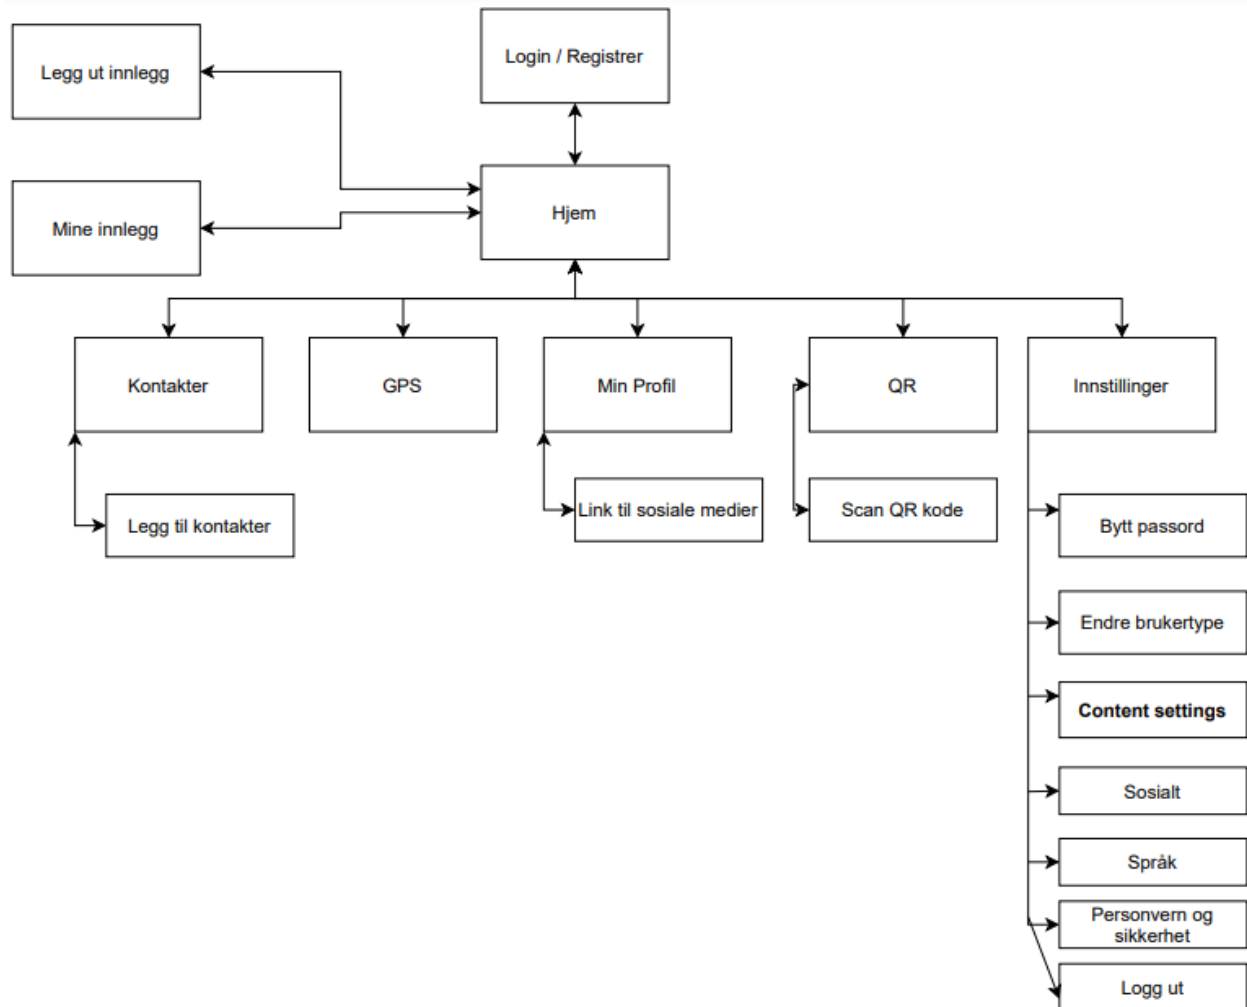 Legg ut innlegg
Login / Registrer
Mine innlegg
Hjem
Kontakter
GPS
Min Profil
QR
Innstillinger
Legg til kontakter
Link til sosiale medier
Scan QR kode
Bytt passord
Endre brukertype
Content settings
Sosialt
Språk
Personvern og
sikkerhet
Logg ut